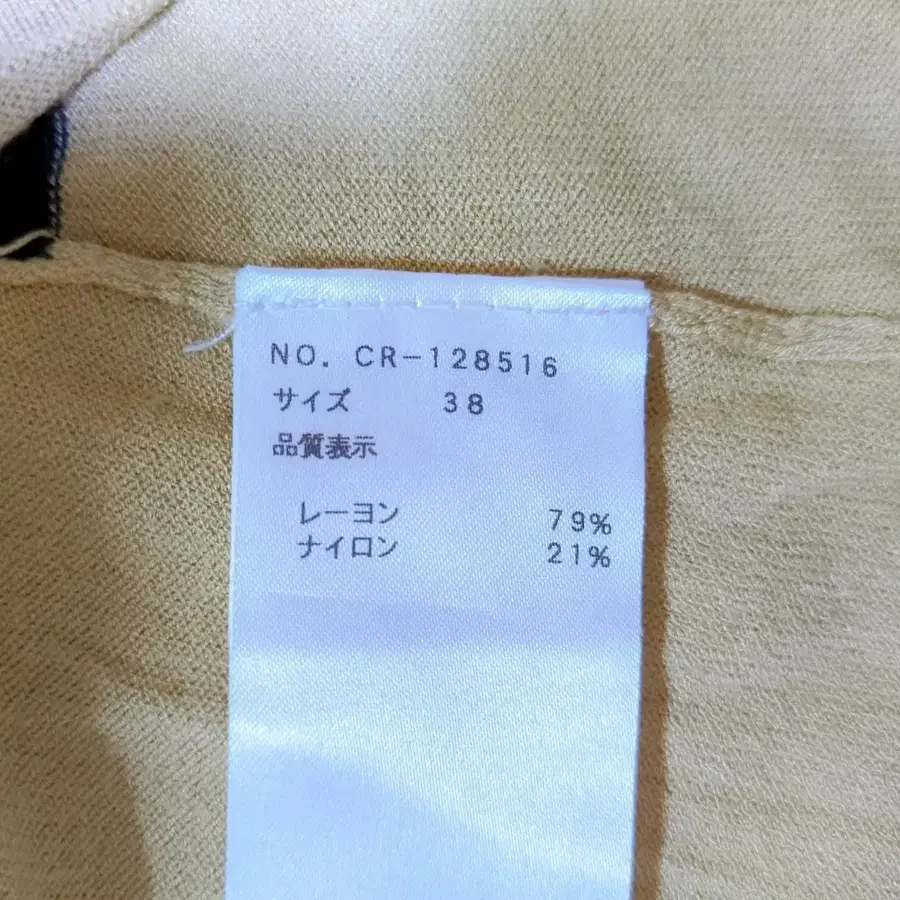 NO. CR-128516
サイズ 38
品質表示
レーヨン 79%
ナイロン 21%